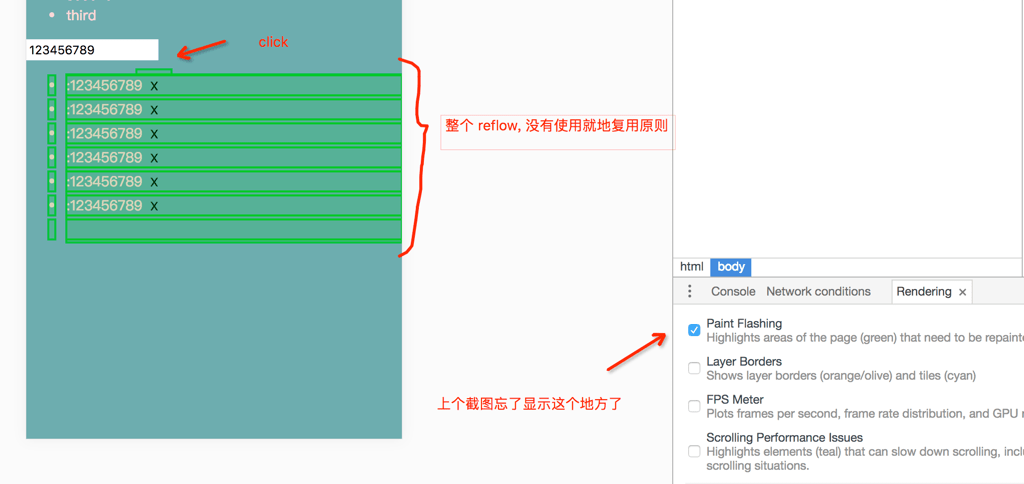 third
123456789
click
:123456789 x
:123456789 x
:123456789 x
:123456789 x
:123456789 x
:123456789 x
整个 reflow, 没有使用就地复用原则
上个截图忘了显示这个地方了
html body
Console Network conditions Rendering ×
Paint Flashing
Highlights areas of the page (green) that need to be repainte
Layer Borders
Shows layer borders (orange/olive) and tiles (cyan)
FPS Meter
Plots frames per second, frame rate distribution, and GPU
Scrolling Performance Issues
Highlights elements (teal) that can slow down scrolling, inclu
scrolling situations.